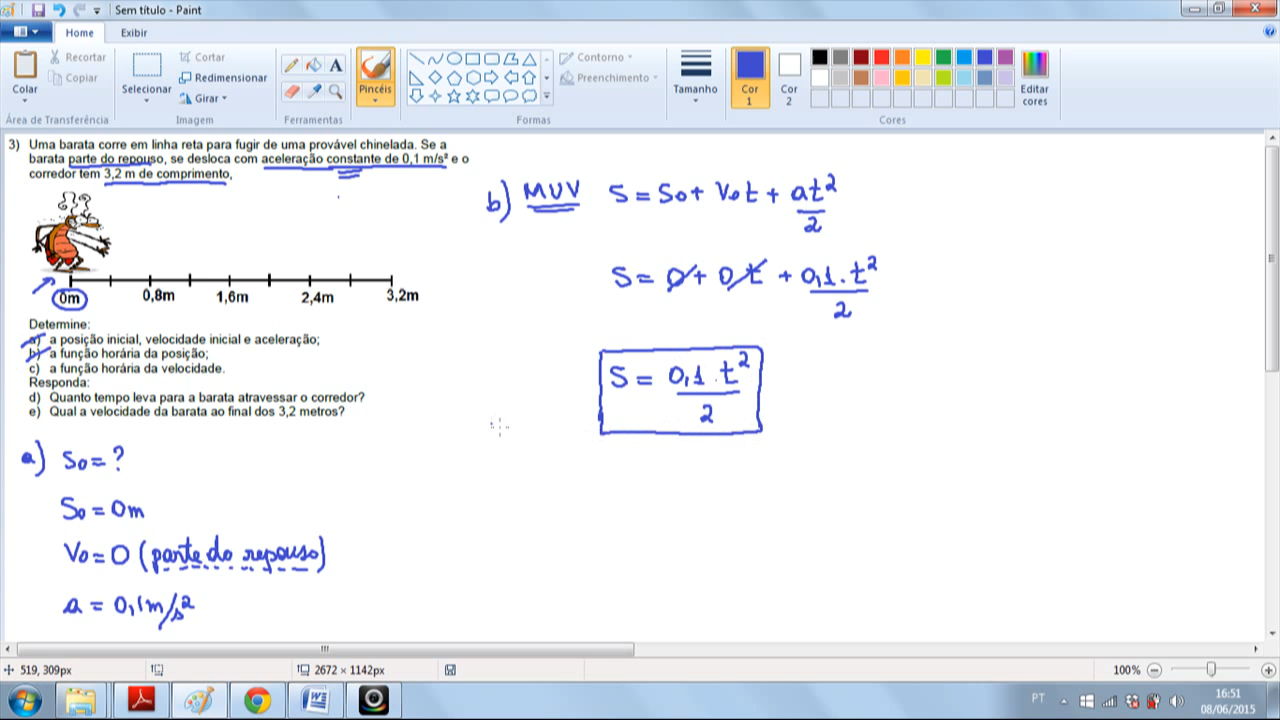 Sem título - Paint
Home
Exibir
Colar
Recortar
Copiar
Área de Transferência
Selecionar
Cortar
Redimensionar
Girar
Imagem
A
Ferramentas
Pincéis
Contorno
Preenchimento
Formas
Tamanho
Cor 1
Cor 2
Editar cores
Cores
3) Uma barata corre em linha reta para fugir de uma provável chinelada. Se a
barata parte do repouso, se desloca com aceleração constante de 0,1 m/s² e o
corredor tem 3,2 m de comprimento,
0m 0,8m 1,6m 2,4m 3,2m
Determine:
a) a posição inicial, velocidade inicial e aceleração;
b) a função horária da posição;
c) a função horária da velocidade.
Responda:
d) Quanto tempo leva para a barata atravessar o corredor?
e) Qual a velocidade da barata ao final dos 3,2 metros?
a) S0 = ?
S0 = 0m
V0 = 0 (parte do repouso)
a = 0,1m/s2
b) MUV S = S0 + V0t + at2/2
S = 0 + 0t + 0,1.t2/2
S = 0,1.t2/2
519, 309px
2672 × 1142px
100%
PT
16:51
08/06/2015